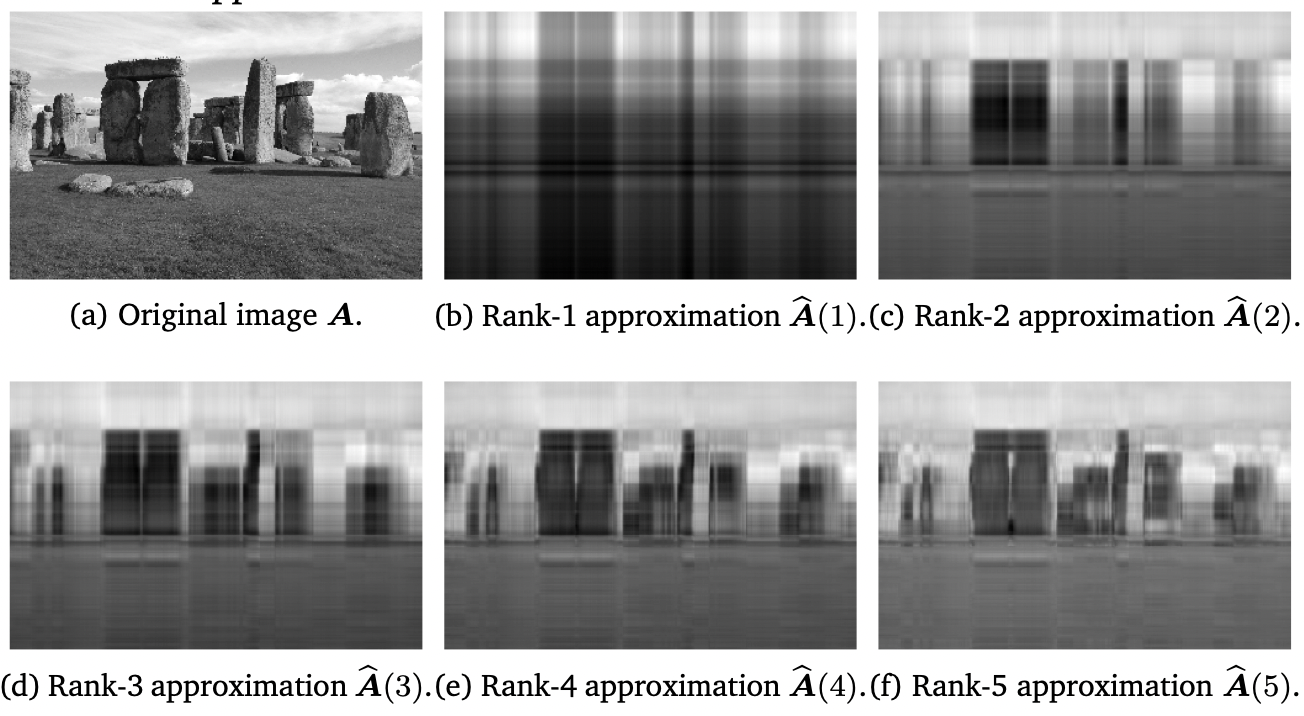 (a) Original image A.
(b) Rank-1 approximation Â(1).
(c) Rank-2 approximation Â(2).
(d) Rank-3 approximation Â(3).
(e) Rank-4 approximation Â(4).
(f) Rank-5 approximation Â(5).